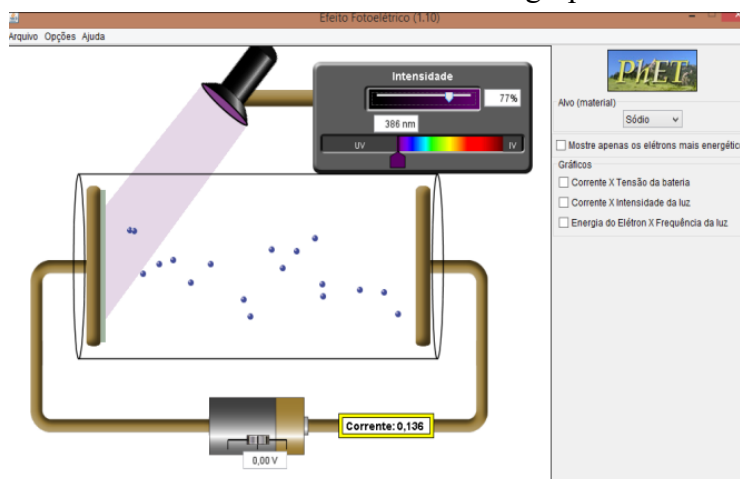 Efeito Fotoelétrico (1.10)
Arquivo Opções Ajuda
Intensidade
77%
386 nm
UV
IV
PhET
Alvo (material)
Sódio
Mostre apenas os elétrons mais energétic
Gráficos
Corrente X Tensão da bateria
Corrente X Intensidade da luz
Energia do Elétron X Frequência da luz
Corrente: 0,136
0,00 V